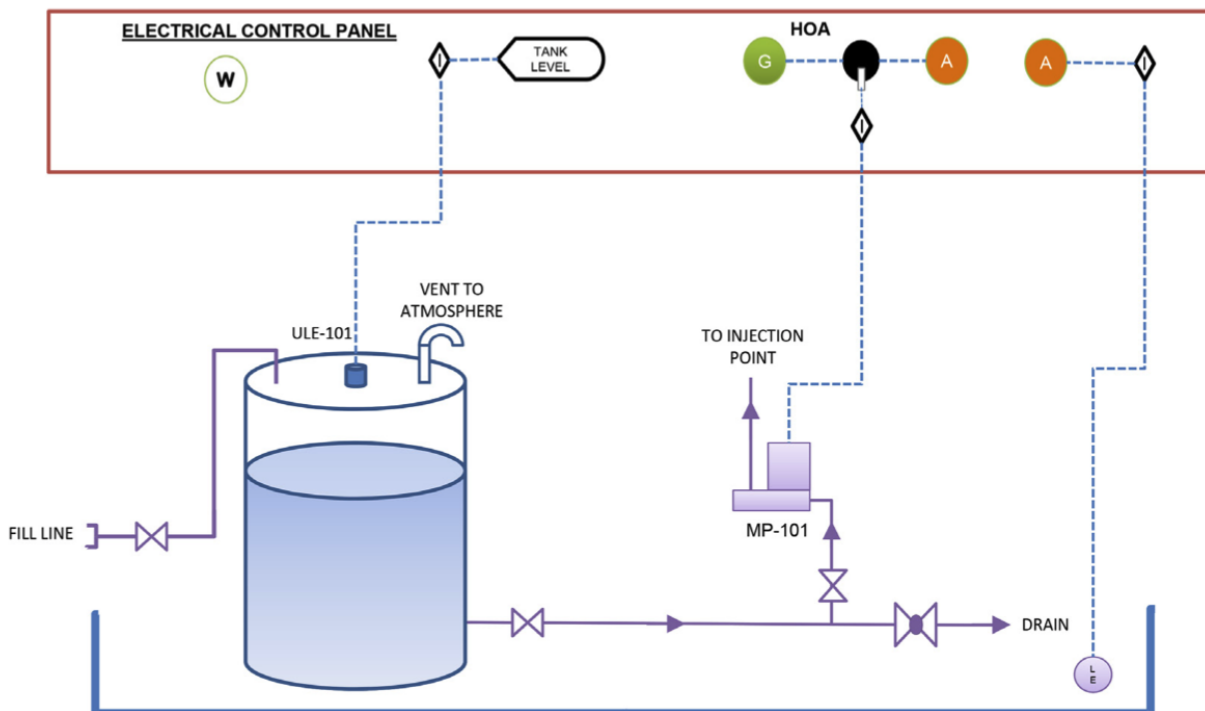 ELECTRICAL CONTROL PANEL
W
I
TANK
LEVEL
HOA
G
A
A
I
I
VENT TO
ATMOSPHERE
ULE-101
TO INJECTION
POINT
FILL LINE
MP-101
DRAIN
L
E